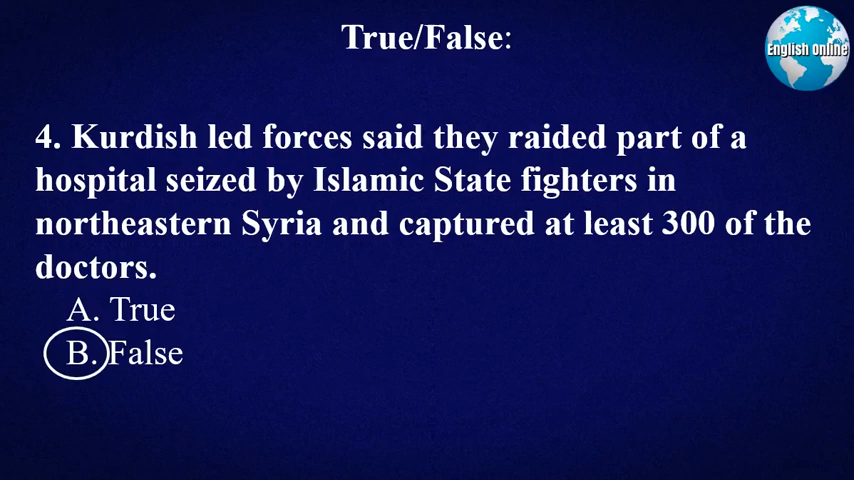 True/False:
English Online
4. Kurdish led forces said they raided part of a
hospital seized by Islamic State fighters in
northeastern Syria and captured at least 300 of the
doctors.
A. True
B. False